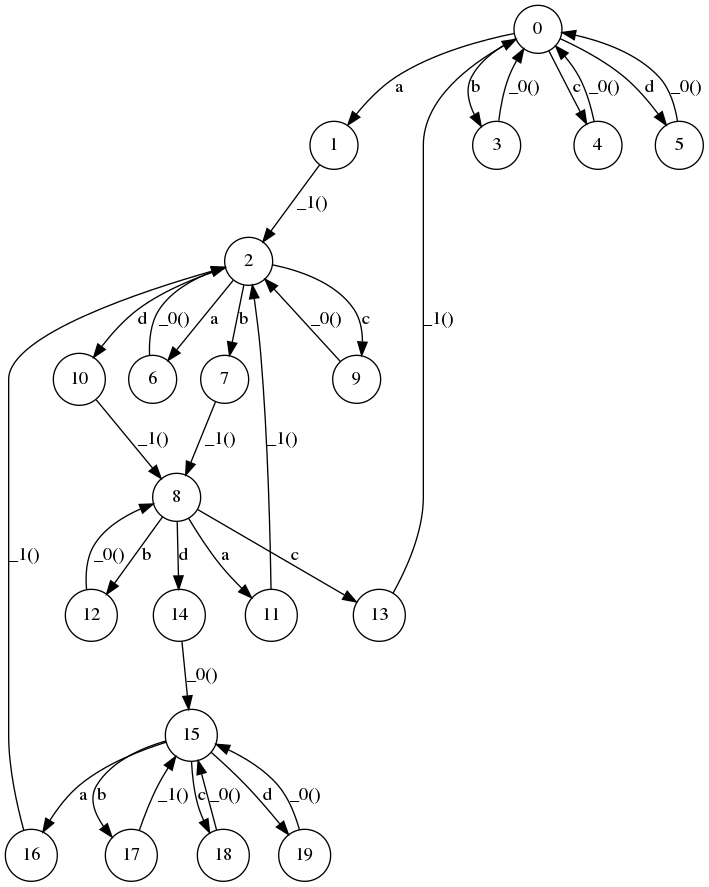 0
a b _0() c _0() d _0()
1 3 4 5
_1()
2
d _0() a b _0() c _1()
10 6 7 9
_1() _1() _1()
8
_1() _0() b d a c
12 14 11 13
_0()
15
a b _1() c _0() d _0()
16 17 18 19